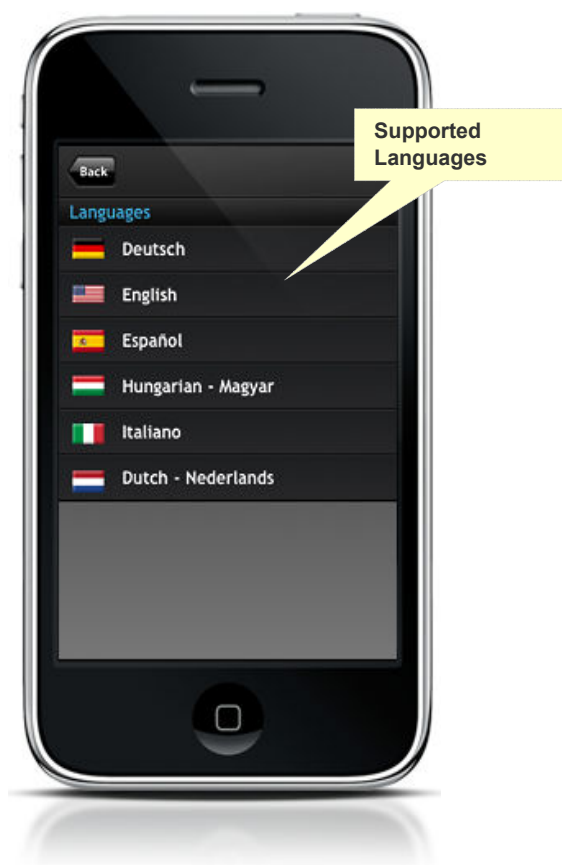 Supported
Languages
Back
Languages
Deutsch
English
Español
Hungarian - Magyar
Italiano
Dutch - Nederlands